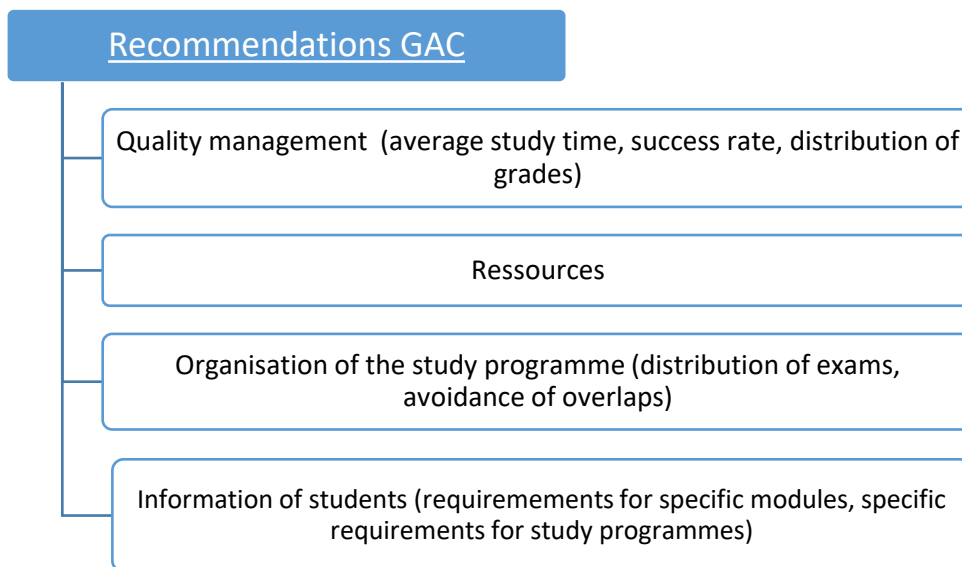 Recommendations GAC
Quality management  (average study time, success rate, distribution of
grades)
Ressources
Organisation of the study programme (distribution of exams,
avoidance of overlaps)
Information of students (requiremements for specific modules, specific
requirements for study programmes)